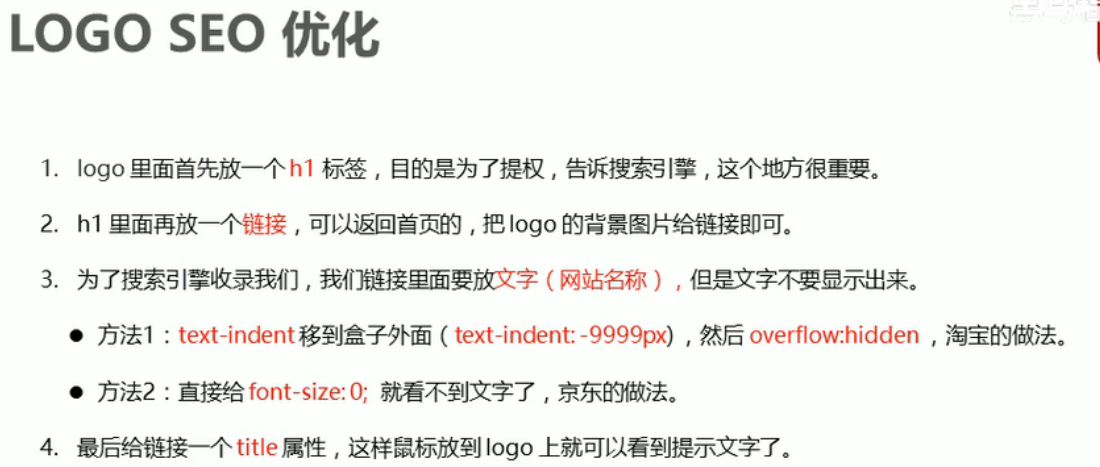 LOGO SEO 优化
1. logo 里面首先放一个 h1 标签，目的是为了提权，告诉搜索引擎，这个地方很重要。
2. h1 里面再放一个链接，可以返回首页的，把 logo 的背景图片给链接即可。
3. 为了搜索引擎收录我们，我们链接里面要放文字（网站名称），但是文字不要显示出来。
● 方法1：text-indent 移到盒子外面（text-indent: -9999px)，然后 overflow:hidden ，淘宝的做法。
● 方法2：直接给 font-size: 0; 就看不到文字了，京东的做法。
4. 最后给链接一个 title 属性，这样鼠标放到 logo 上就可以看到提示文字了。